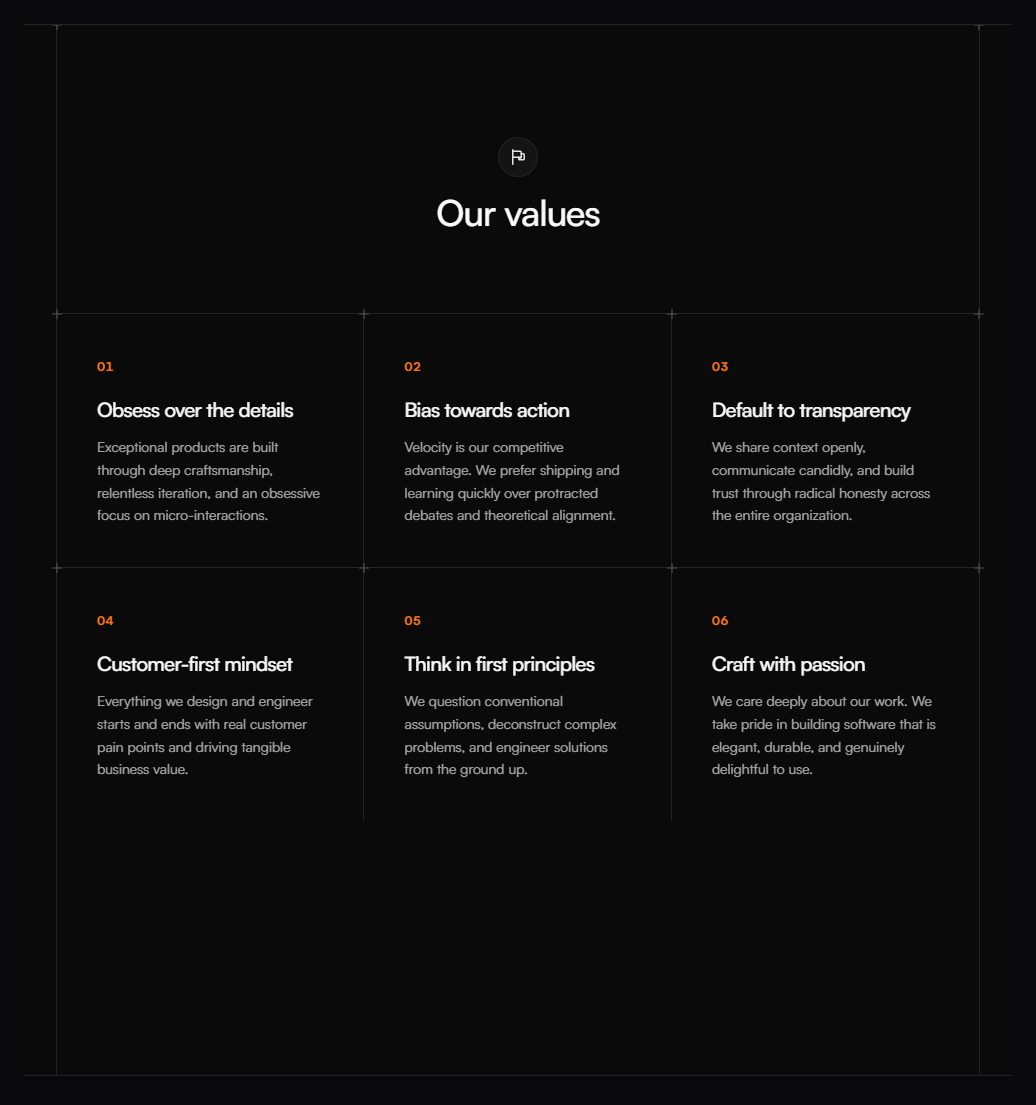 Our values
01
Obsess over the details
Exceptional products are built
through deep craftsmanship,
relentless iteration, and an obsessive
focus on micro-interactions.
02
Bias towards action
Velocity is our competitive
advantage. We prefer shipping and
learning quickly over protracted
debates and theoretical alignment.
03
Default to transparency
We share context openly,
communicate candidly, and build
trust through radical honesty across
the entire organization.
04
Customer-first mindset
Everything we design and engineer
starts and ends with real customer
pain points and driving tangible
business value.
05
Think in first principles
We question conventional
assumptions, deconstruct complex
problems, and engineer solutions
from the ground up.
06
Craft with passion
We care deeply about our work. We
take pride in building software that is
elegant, durable, and genuinely
delightful to use.